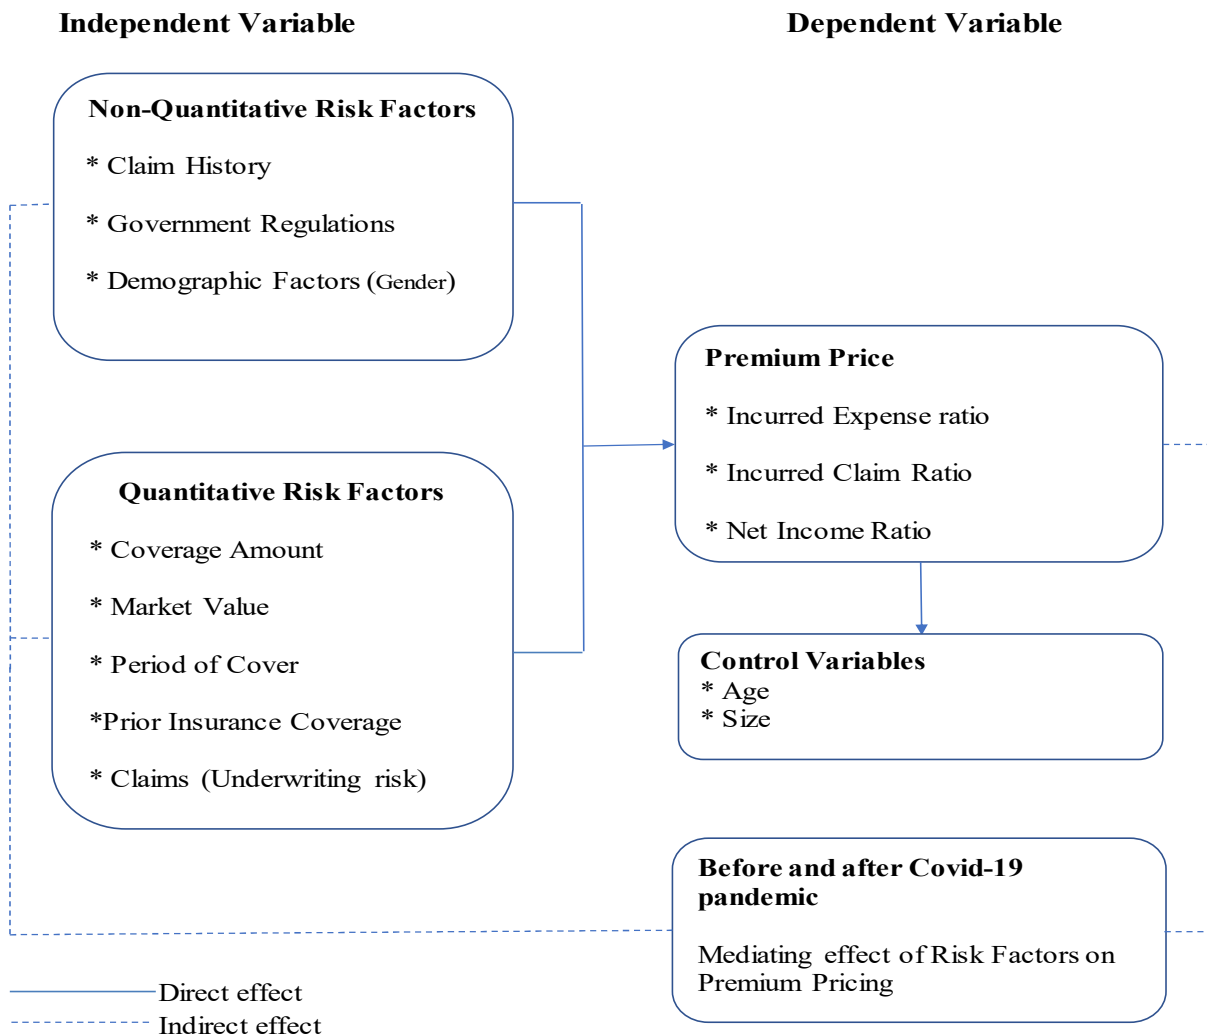 Independent Variable
Dependent Variable
Non-Quantitative Risk Factors
* Claim History
* Government Regulations
* Demographic Factors (Gender)
Quantitative Risk Factors
* Coverage Amount
* Market Value
* Period of Cover
*Prior Insurance Coverage
* Claims (Underwriting risk)
Premium Price
* Incurred Expense ratio
* Incurred Claim Ratio
* Net Income Ratio
Control Variables
* Age
* Size
Before and after Covid-19
pandemic
Mediating effect of Risk Factors on
Premium Pricing
Direct effect
Indirect effect